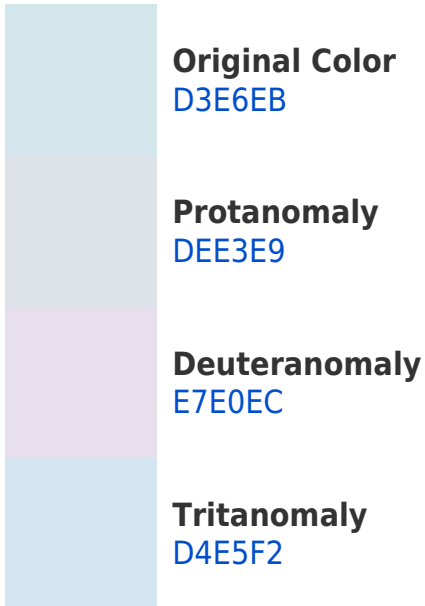 Original Color
D3E6EB
Protanomaly
DEE3E9
Deuteranomaly
E7E0EC
Tritanomaly
D4E5F2